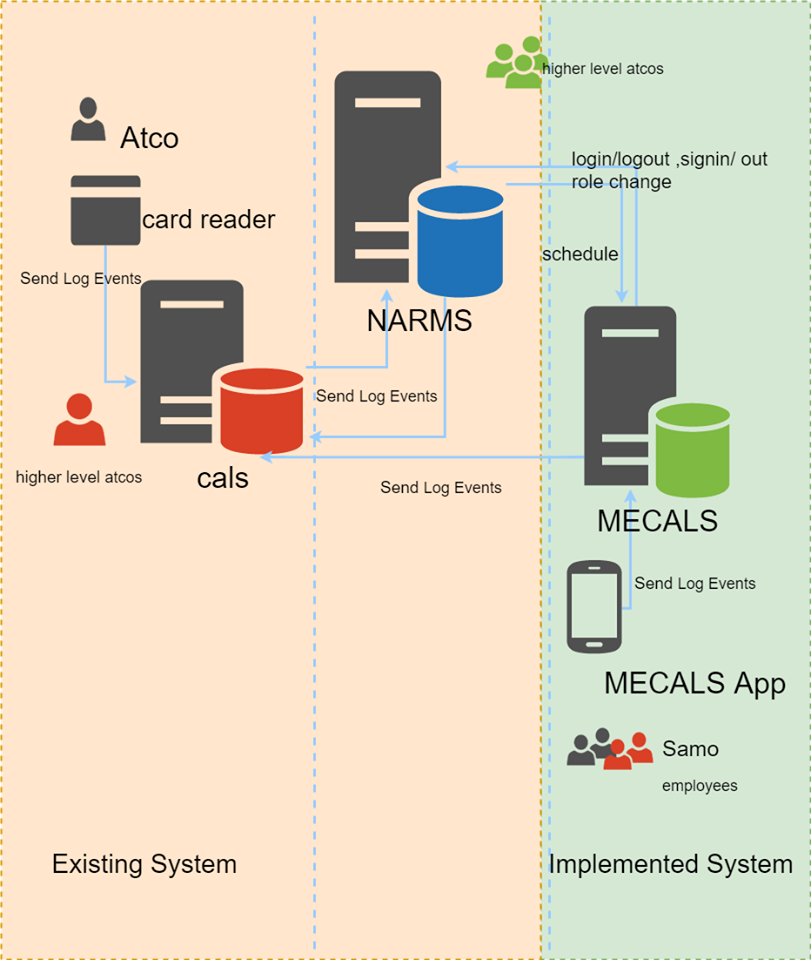 higher level atcos
Atco
login/logout ,signin/ out
role change
card reader
schedule
Send Log Events
NARMS
Send Log Events
higher level atcos
cals
Send Log Events
MECALS
Send Log Events
MECALS App
Samo
employees
Existing System
Implemented System